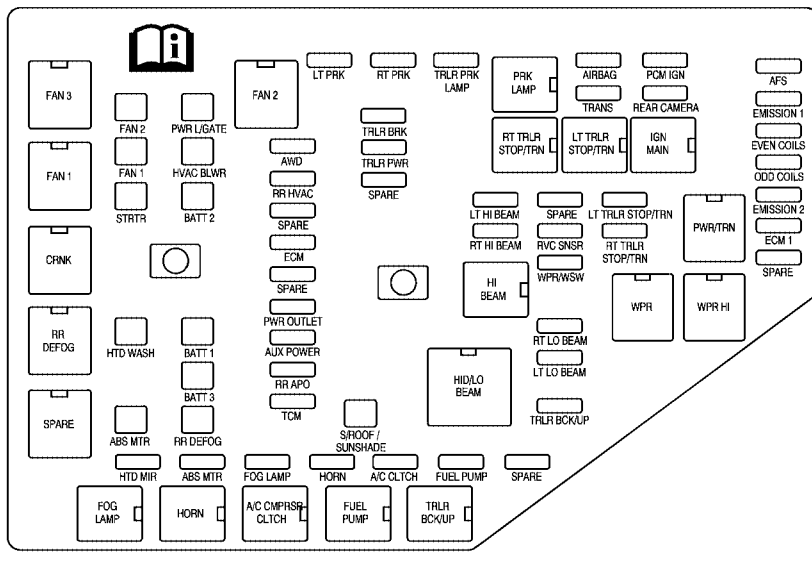 FAN 3
FAN 2
LT PRK
RT PRK
TRLR PRK
LAMP
PRK
LAMP
AIRBAG
PCM IGN
AFS
FAN 2
PWR L/GATE
TRANS
REAR CAMERA
EMISSION 1
TRLR BRK
RT TRLR
STOP/TRN
LT TRLR
STOP/TRN
IGN
MAIN
EVEN COILS
FAN 1
FAN 1
HVAC BLWR
AWD
TRLR PWR
ODD COILS
RR HVAC
SPARE
STRTR
BATT 2
SPARE
LT HI BEAM
SPARE
LT TRLR STOP/TRN
EMISSION 2
PWR/TRN
RT HI BEAM
RVC SNSR
RT TRLR
STOP/TRN
ECM 1
CRNK
ECM
WPR/WSW
SPARE
SPARE
HI
BEAM
WPR
WPR HI
RR
DEFOG
PWR OUTLET
HTD WASH
BATT 1
AUX POWER
RT LO BEAM
LT LO BEAM
RR APO
HID/LO
BEAM
BATT 3
SPARE
TCM
TRLR BCK/UP
ABS MTR
RR DEFOG
S/ROOF /
SUNSHADE
HTD MIR
ABS MTR
FOG LAMP
HORN
A/C CLTCH
FUEL PUMP
SPARE
FOG
LAMP
HORN
A/C CMPRSR
CLTCH
FUEL
PUMP
TRLR
BCK/UP